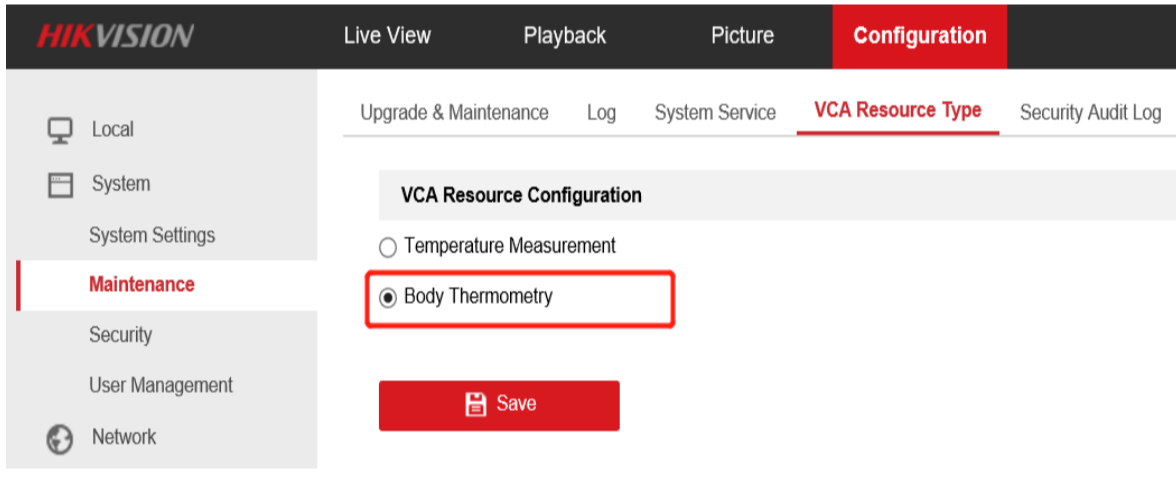 HIKVISION Live View Playback Picture Configuration
Upgrade & Maintenance Log System Service VCA Resource Type Security Audit Log
Local
System
System Settings
Maintenance
Security
User Management
Network
VCA Resource Configuration
Temperature Measurement
Body Thermometry
Save